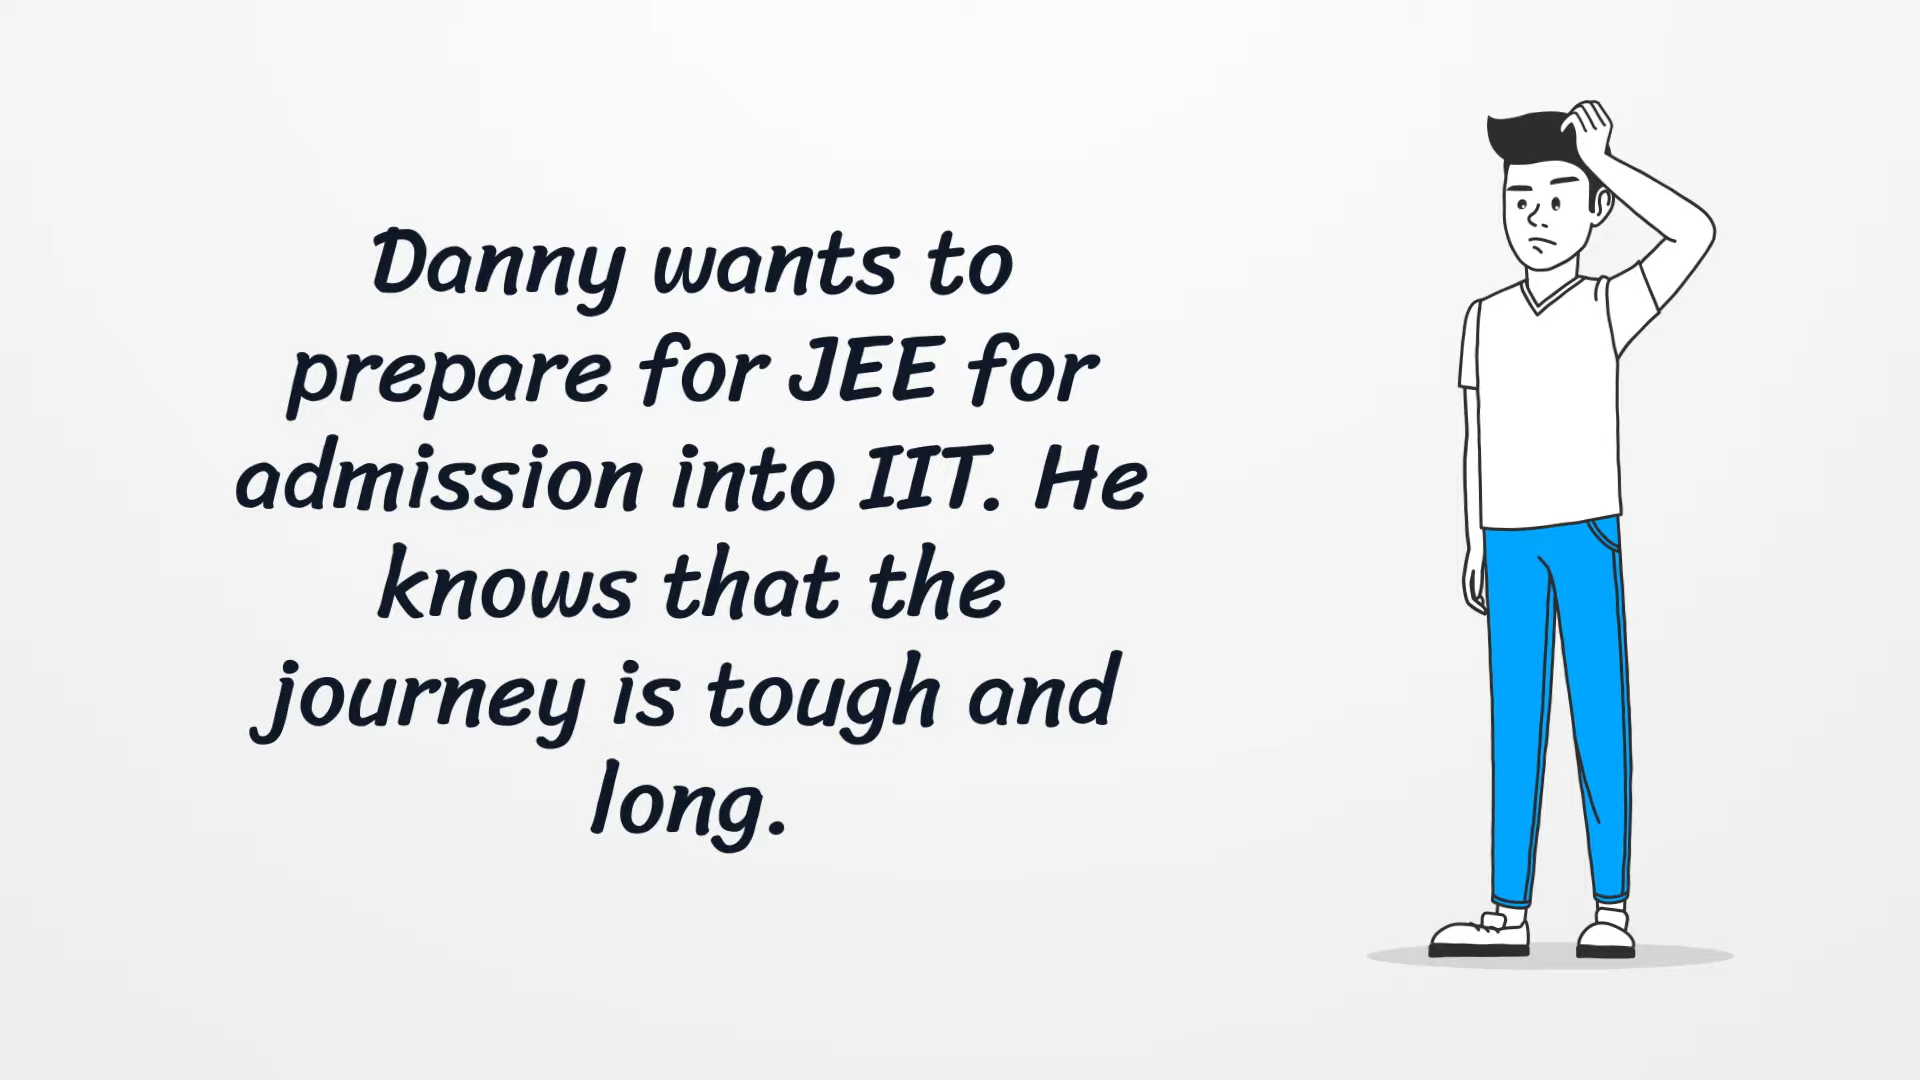 Danny wants to
prepare for JEE for
admission into IIT. He
knows that the
journey is tough and
long.